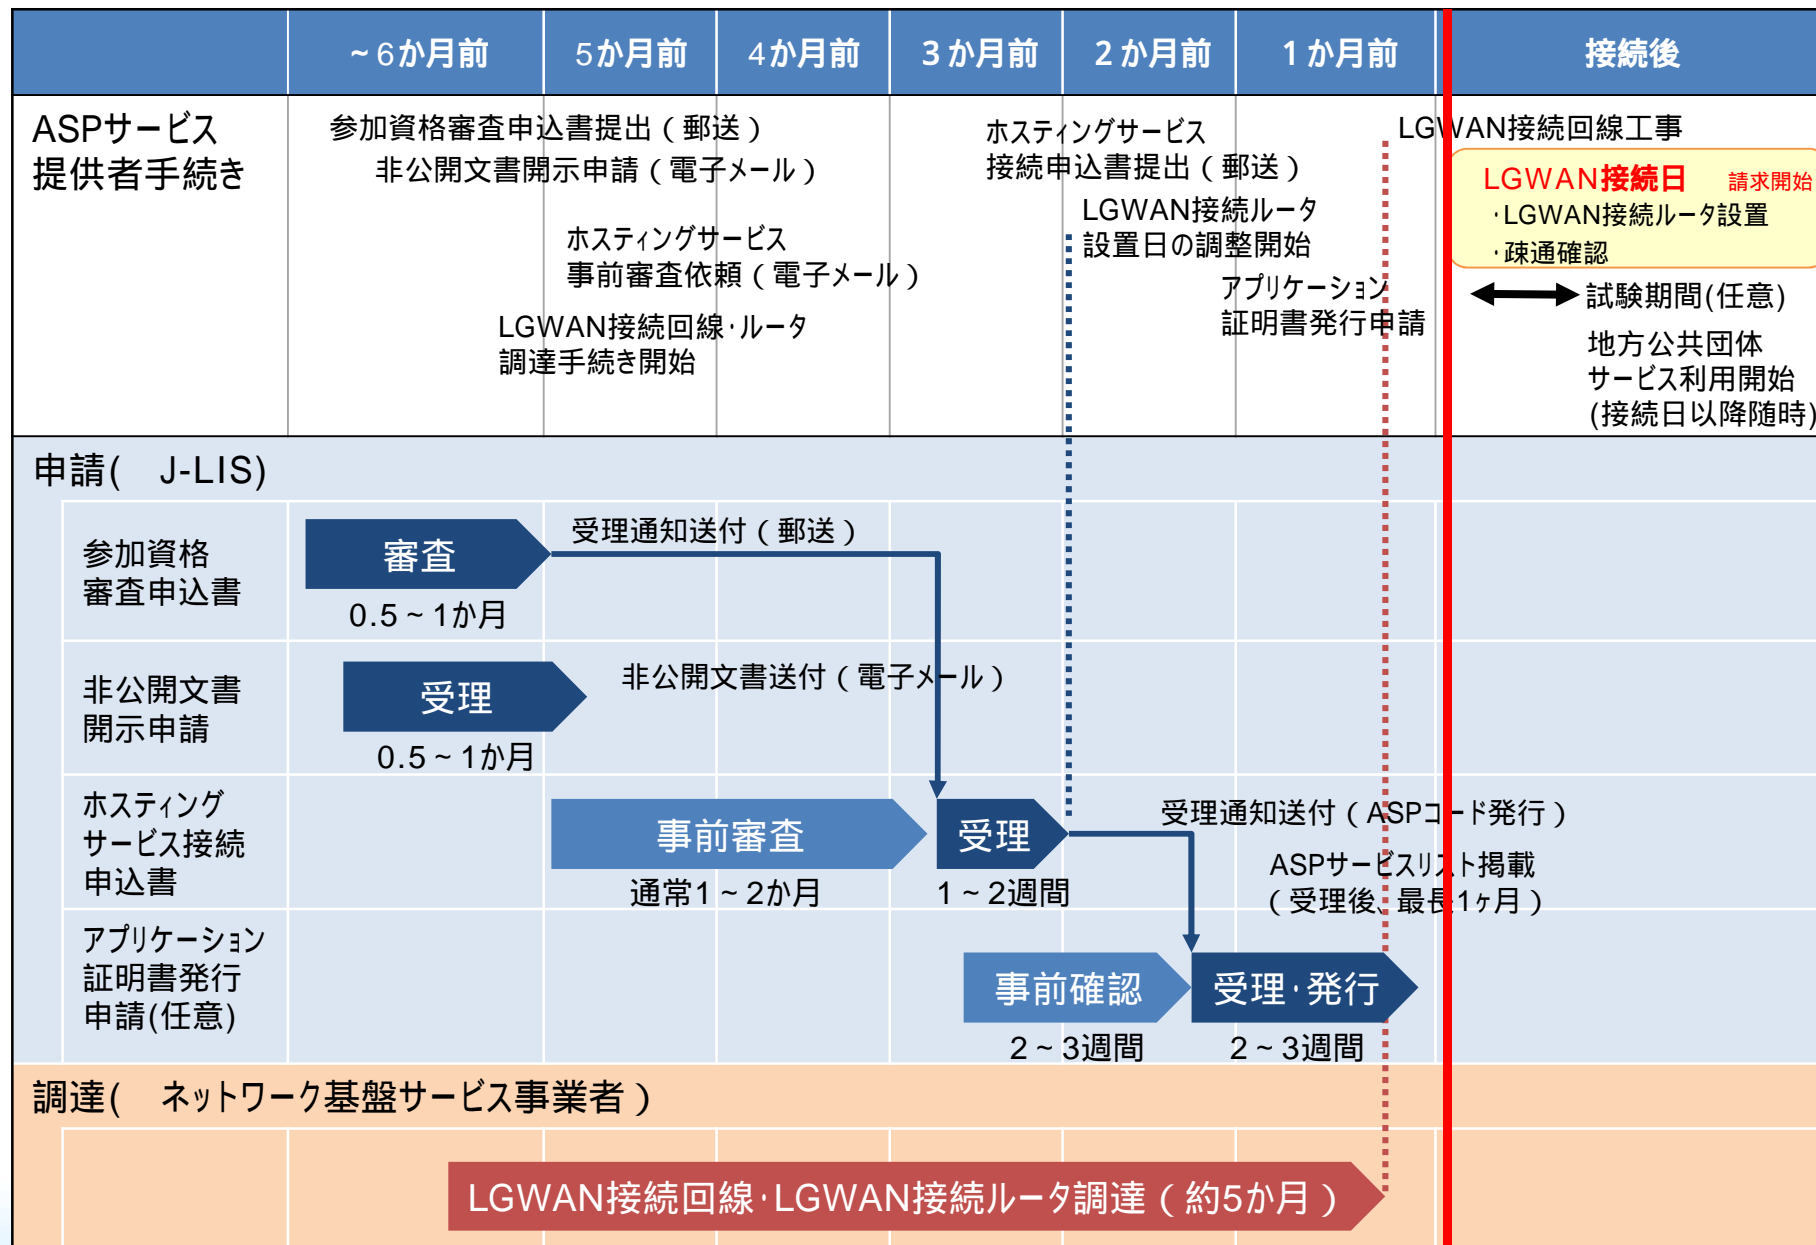 ~6か月前
5か月前
4か月前
3か月前
2か月前
1か月前
接続後
ASPサービス
提供者手続き
参加資格審査申込書提出（郵送）
非公開文書開示申請（電子メール）
ホスティングサービス
事前審査依頼（電子メール）
LGWAN接続回線･ルータ
調達手続き開始
ホスティングサービス
接続申込書提出（郵送）
LGWAN接続ルータ
設置日の調整開始
アプリケーション
証明書発行申請
LGWAN接続回線工事
LGWAN接続日 請求開始
･LGWAN接続ルータ設置
･疎通確認
試験期間(任意)
地方公共団体
サービス利用開始
(接続日以降随時)
申請( J-LIS)
参加資格
審査申込書
審査
0.5~1か月
受理通知送付（郵送）
非公開文書
開示申請
受理
0.5~1か月
非公開文書送付（電子メール）
ホスティング
サービス接続
申込書
事前審査
通常1~2か月
受理
1~2週間
受理通知送付（ASPコード発行）
ASPサービスリスト掲載
（受理後、最長1ヶ月）
アプリケーション
証明書発行
申請(任意)
事前確認
2~3週間
受理･発行
2~3週間
調達( ネットワーク基盤サービス事業者）
LGWAN接続回線･LGWAN接続ルータ調達（約5か月）